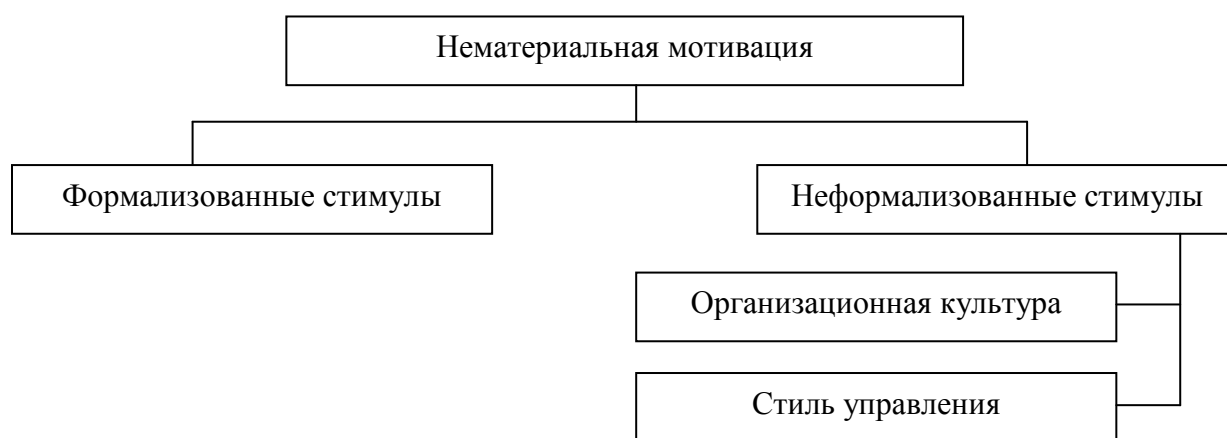 Нематериальная мотивация
Формализованные стимулы
Неформализованные стимулы
Организационная культура
Стиль управления